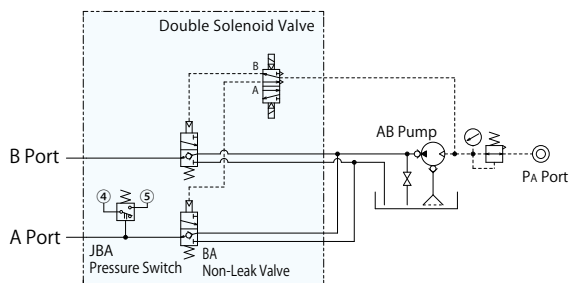 Double Solenoid Valve
B
A
AB Pump
B Port
PA Port
④ ⑤
A Port
JBA
Pressure Switch
BA
Non-Leak Valve